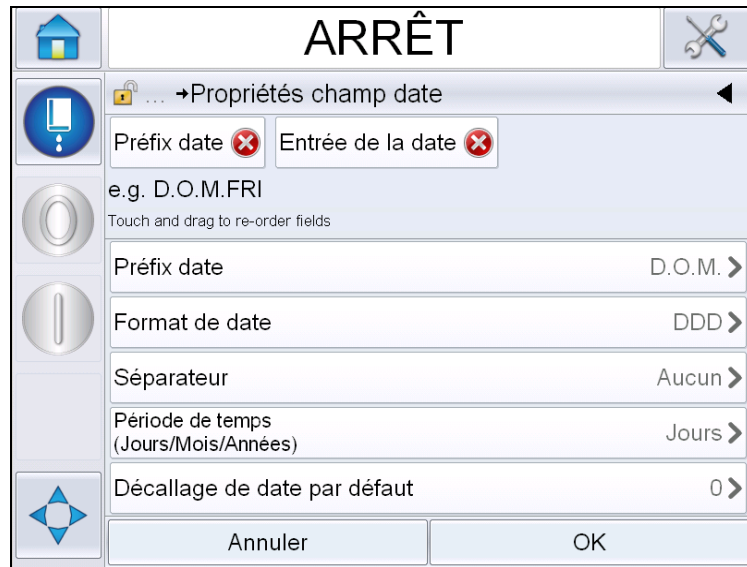 ARRÊT
... →Propriétés champ date
Préfix date Entrée de la date
e.g. D.O.M.FRI
Touch and drag to re-order fields
Préfix date D.O.M.
Format de date DDD
Séparateur Aucun
Période de temps
(Jours/Mois/Années) Jours
Décallage de date par défaut 0
Annuler OK